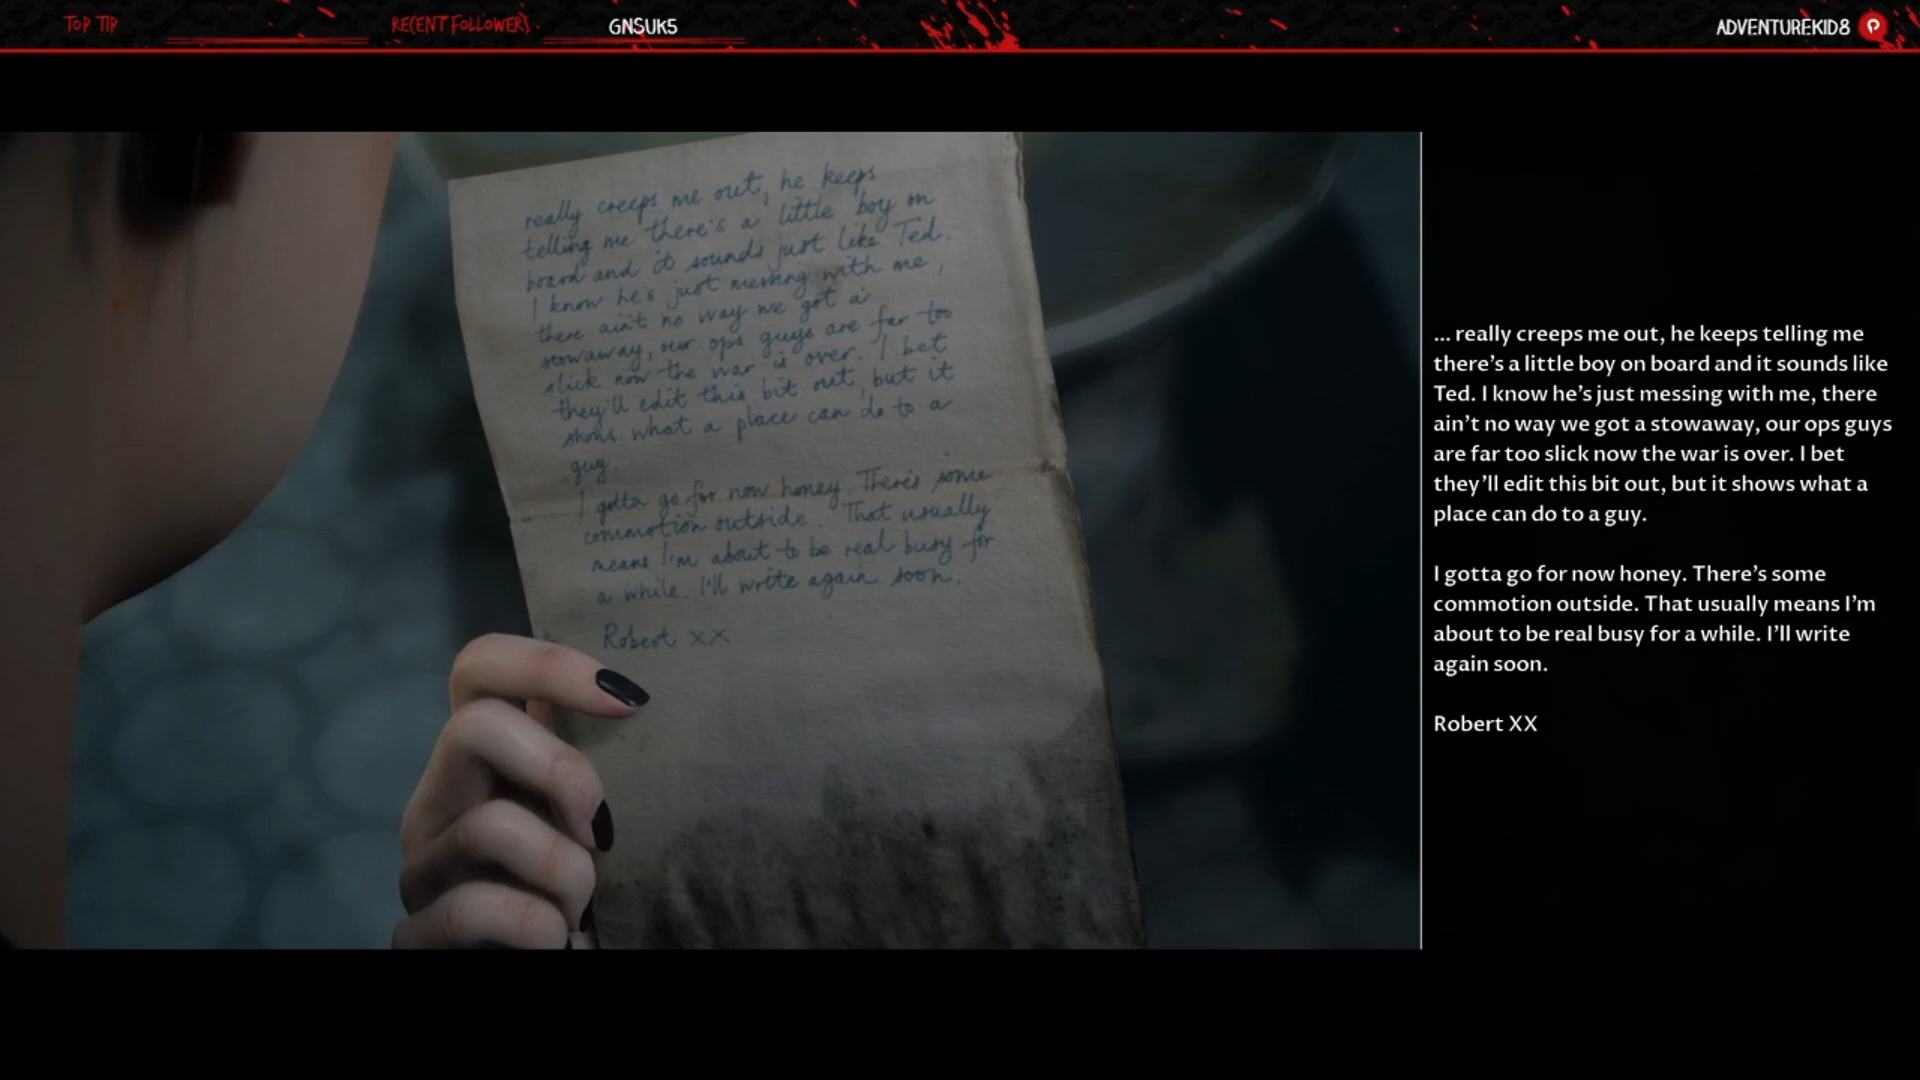 TOP TIP
RECENT FOLLOWERS
GNSUK5
ADVENTUREKID8
really creeps me out, he keeps
telling me there's a little boy on
board and it sounds just like Ted.
I know he's just messing with me,
there ain't no way we got a
stowaway, our ops guys are far too
slick now the war is over. I bet
they'll edit this bit out, but it
shows what a place can do to a
guy.
I gotta go for now honey. There's some
commotion outside. That usually
means I'm about to be real busy for
a while. I'll write again soon.
Robert xx
... really creeps me out, he keeps telling me
there's a little boy on board and it sounds like
Ted. I know he's just messing with me, there
ain't no way we got a stowaway, our ops guys
are far too slick now the war is over. I bet
they'll edit this bit out, but it shows what a
place can do to a guy.
I gotta go for now honey. There's some
commotion outside. That usually means I'm
about to be real busy for a while. I'll write
again soon.
Robert XX